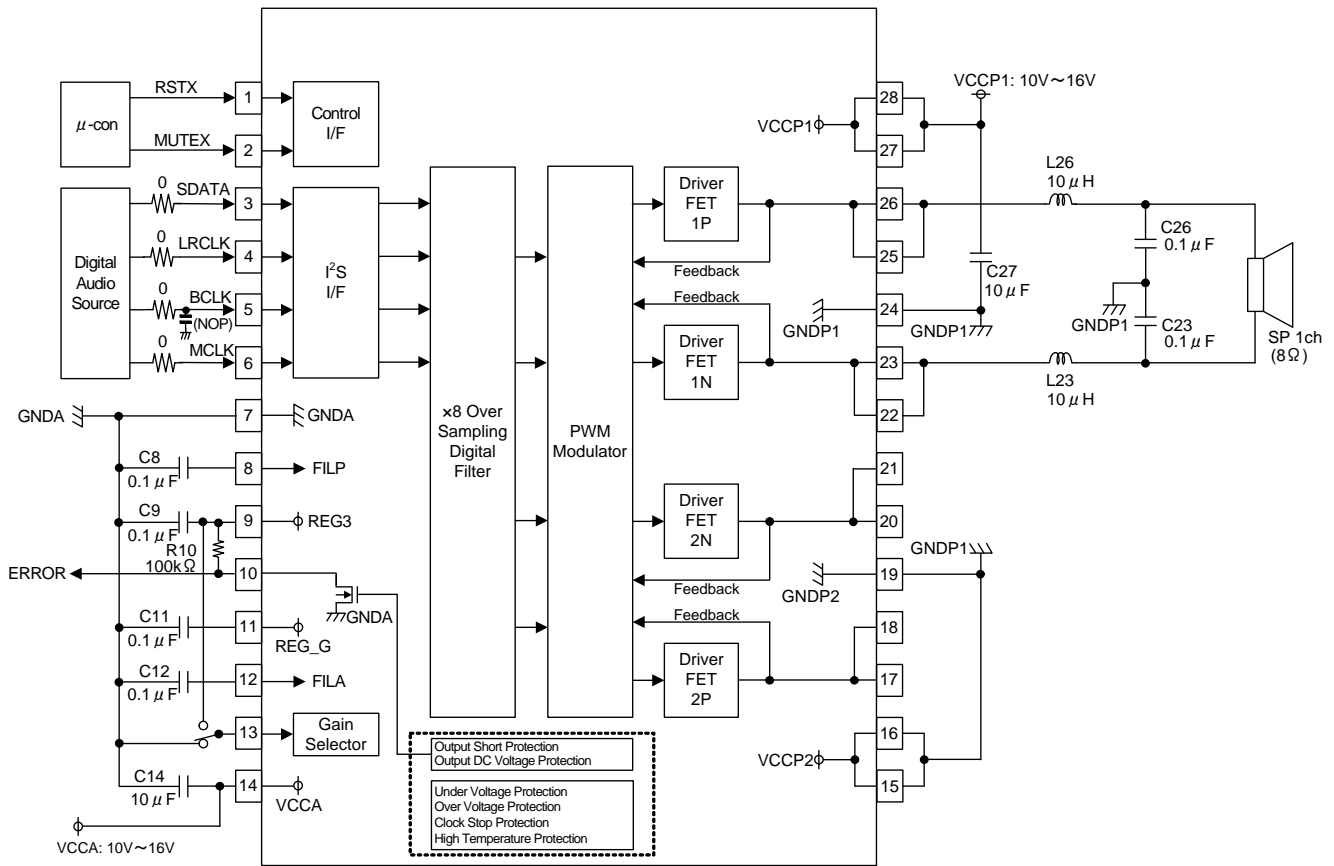 μ-con
RSTX
MUTEX
1
2
Control
I/F
Digital
Audio
Source
0
SDATA
0
LRCLK
0
BCLK
(NOP)
0
MCLK
3
4
5
6
I²S
I/F
GNDA
7
GNDA
C8
0.1μF
8
FILP
C9
0.1μF
9
REG3
R10
100kΩ
ERROR
10
GNDA
C11
0.1μF
11
REG_G
C12
0.1μF
12
FILA
13
Gain
Selector
C14
10μF
14
VCCA
VCCA: 10V～16V
×8 Over
Sampling
Digital
Filter
PWM
Modulator
Driver
FET
1P
Feedback
Feedback
Driver
FET
1N
Driver
FET
2N
Feedback
Feedback
Driver
FET
2P
Output Short Protection
Output DC Voltage Protection
Under Voltage Protection
Over Voltage Protection
Clock Stop Protection
High Temperature Protection
VCCP1
28
27
26
25
GNDP1
24
23
22
21
20
GNDP2
19
18
17
VCCP2
16
15
VCCP1: 10V～16V
C27
10μF
GNDP1
L26
10μH
C26
0.1μF
GNDP1
C23
0.1μF
L23
10μH
SP 1ch
(8Ω)
GNDP1